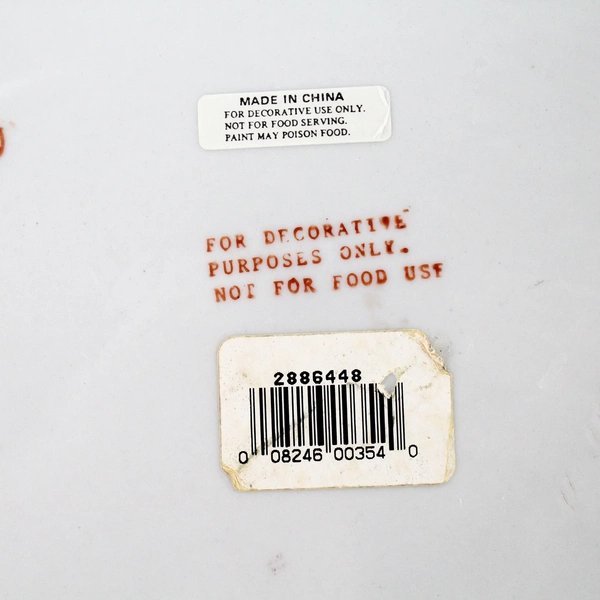 MADE IN CHINA
FOR DECORATIVE USE ONLY.
NOT FOR FOOD SERVING.
PAINT MAY POISON FOOD.
FOR DECORATIVE
PURPOSES ONLY.
NOT FOR FOOD USE
2886448
0 08246 00354 0